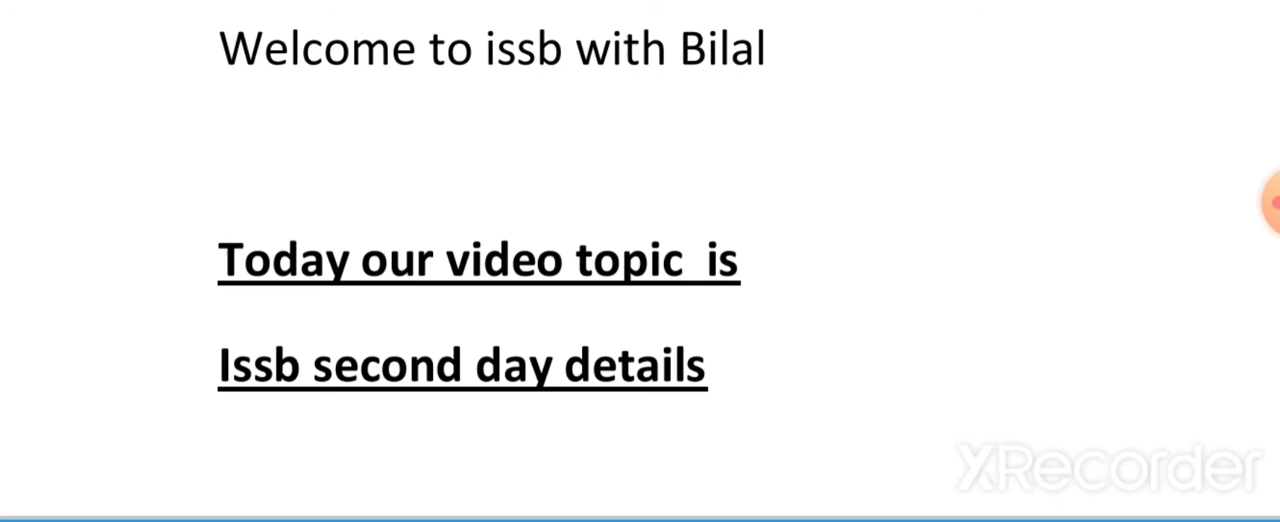 Welcome to issb with Bilal
Today our video topic  is
Issb second day details
XRecorder